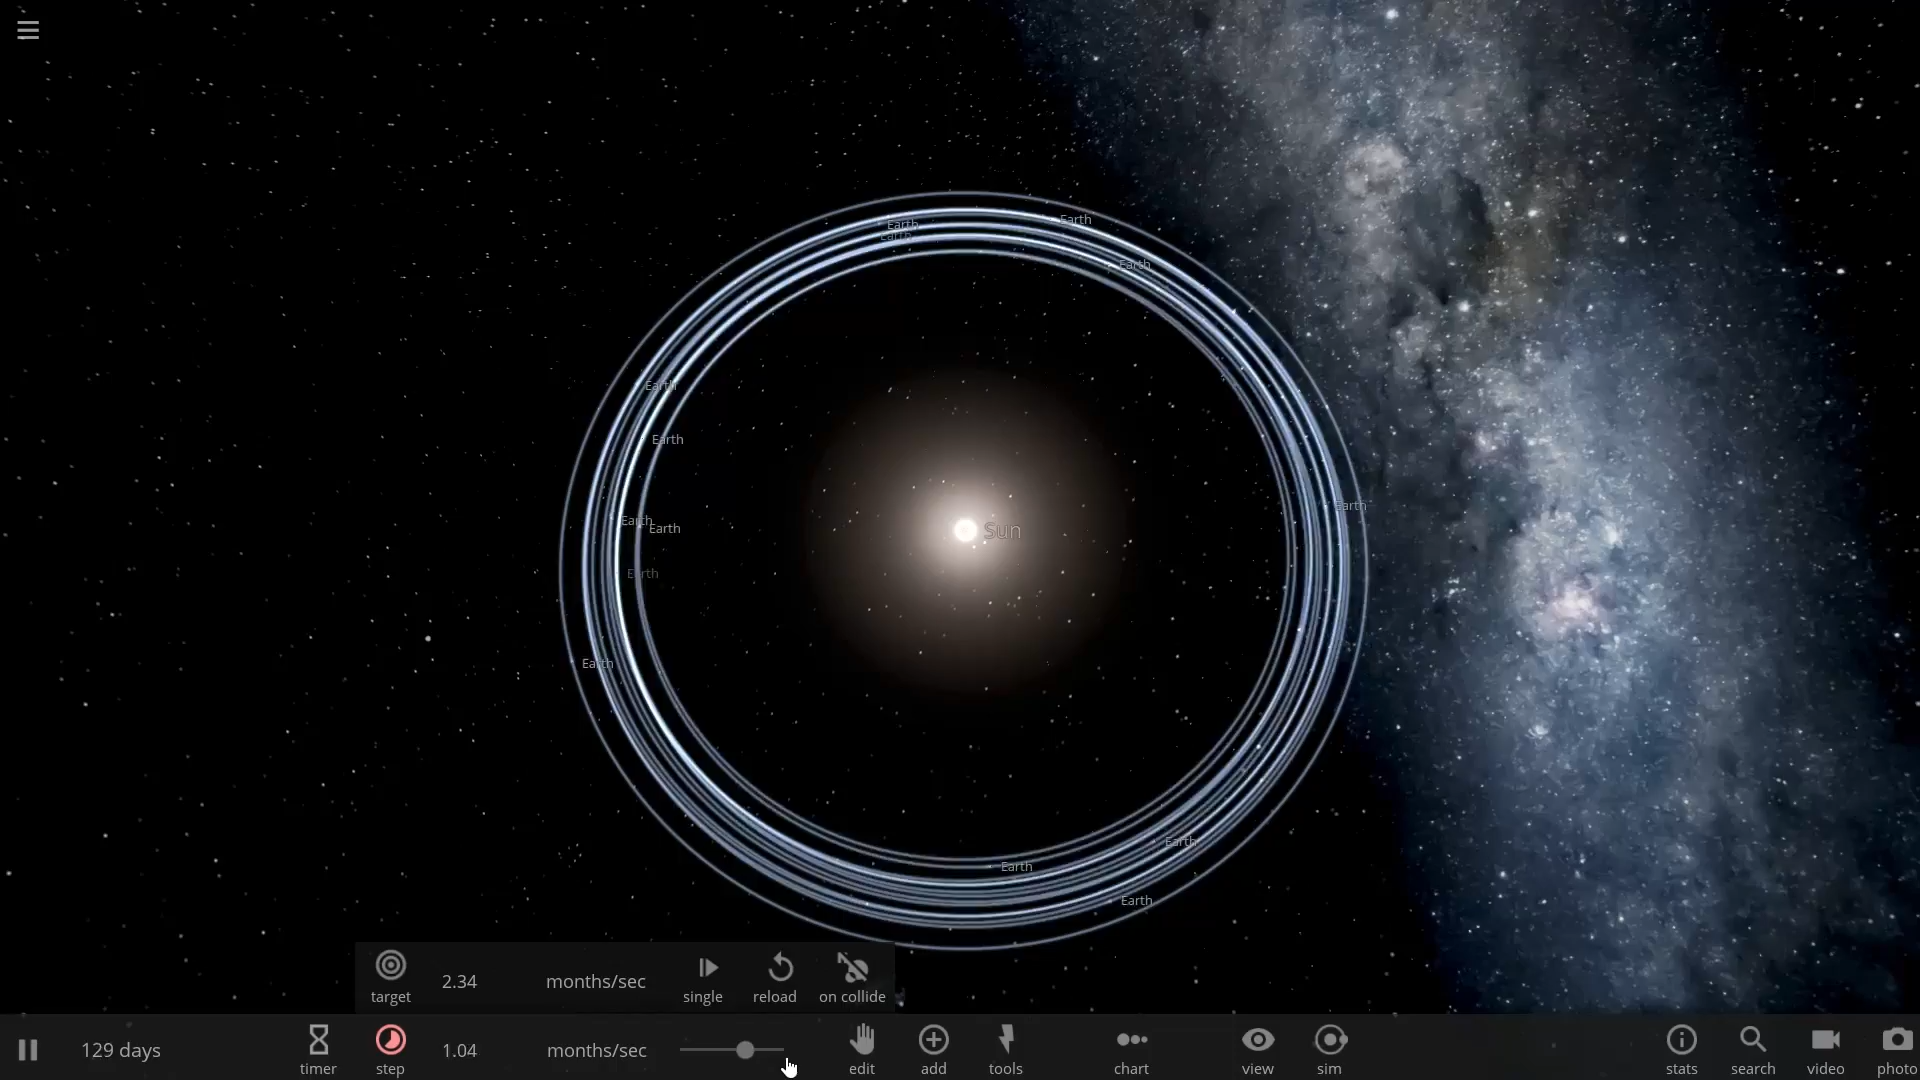 Earth
Earth
Earth
Earth
Earth
Earth
Earth
Sun
Earth
Earth
Earth
Earth
Earth
Earth
Earth
target
2.34
months/sec
single
reload
on collide
129 days
timer
step
1.04
months/sec
edit
add
tools
chart
view
sim
stats
search
video
photo